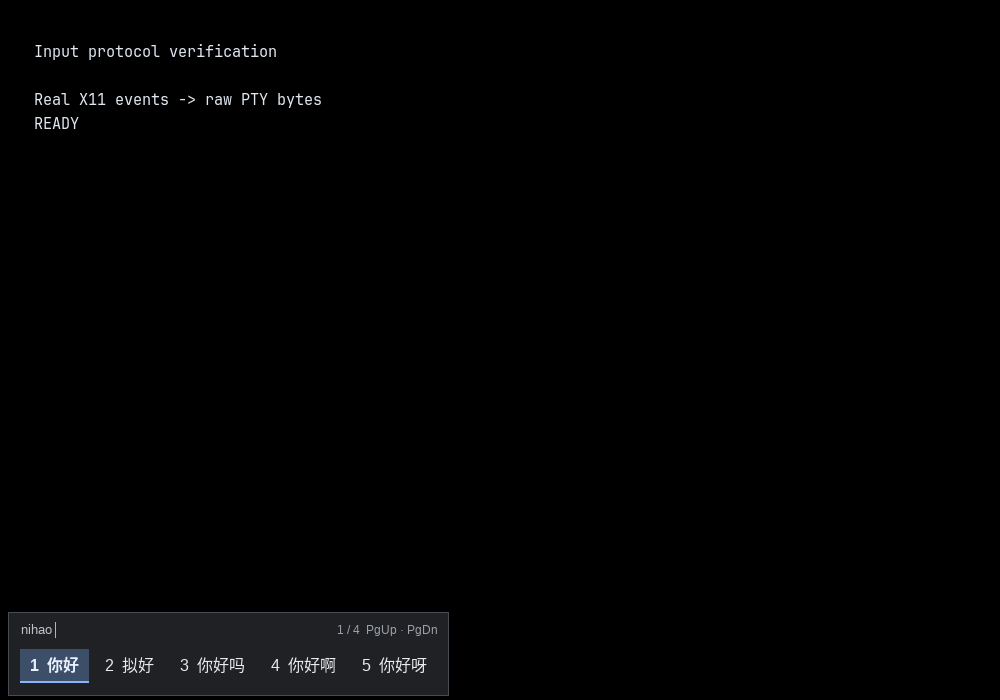 Input protocol verification
Real X11 events -> raw PTY bytes
READY
nihao 1 / 4 PgUp · PgDn
1 你好 2 拟好 3 你好吗 4 你好啊 5 你好呀